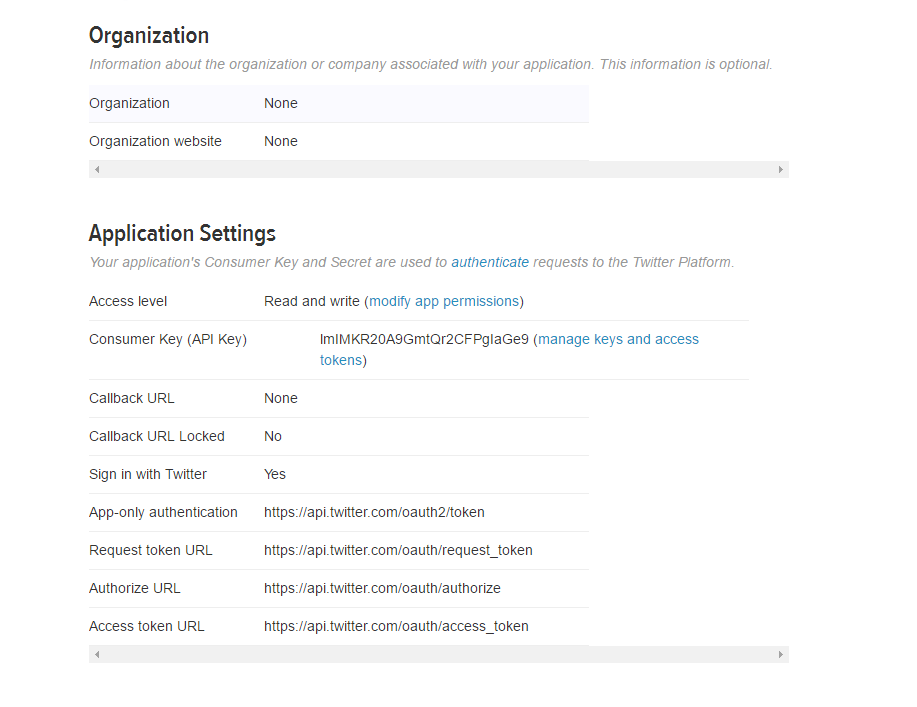 Organization
Information about the organization or company associated with your application. This information is optional.
Organization None
Organization website None
Application Settings
Your application's Consumer Key and Secret are used to authenticate requests to the Twitter Platform.
Access level Read and write (modify app permissions)
Consumer Key (API Key) ImIMKR20A9GmtQr2CFPgIaGe9 (manage keys and access
tokens)
Callback URL None
Callback URL Locked No
Sign in with Twitter Yes
App-only authentication https://api.twitter.com/oauth2/token
Request token URL https://api.twitter.com/oauth/request_token
Authorize URL https://api.twitter.com/oauth/authorize
Access token URL https://api.twitter.com/oauth/access_token